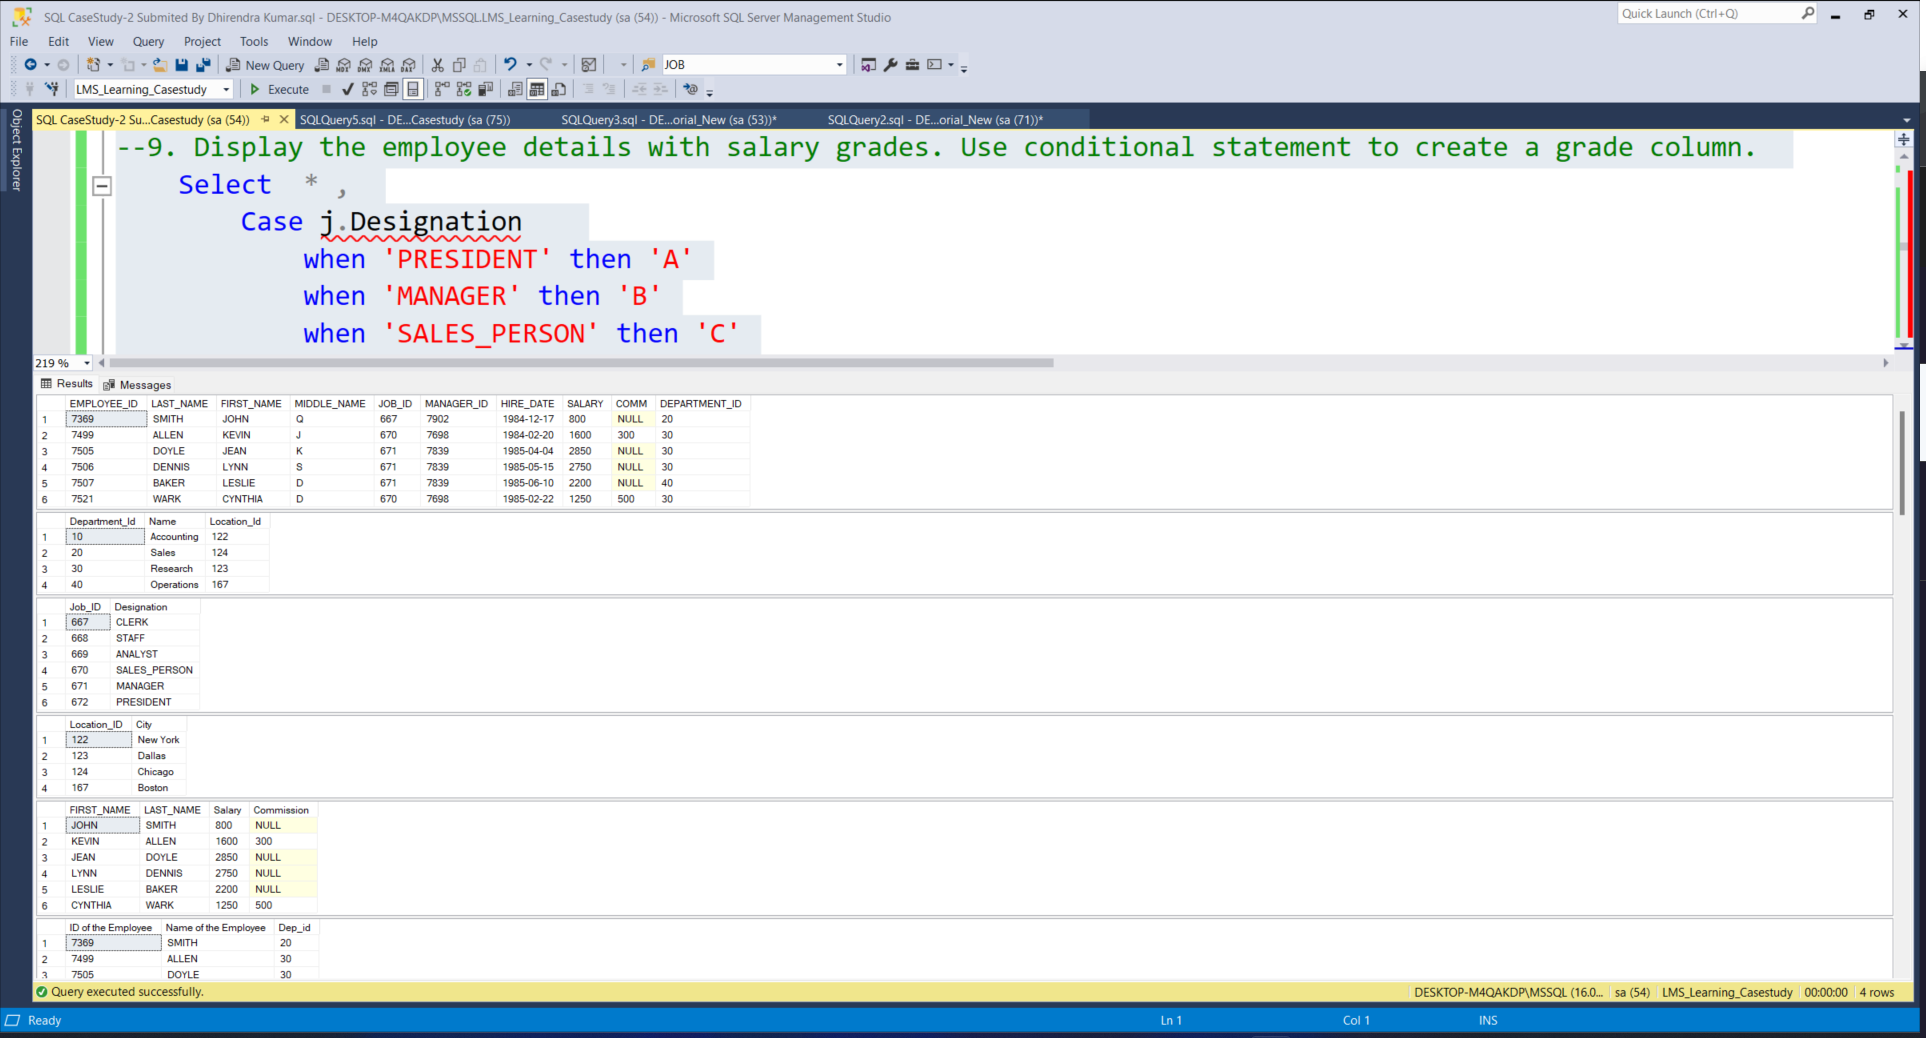 SQL CaseStudy-2 Submited By Dhirendra Kumar.sql - DESKTOP-M4QAKDP\MSSQL.LMS_Learning_Casestudy (sa (54)) - Microsoft SQL Server Management Studio
Quick Launch (Ctrl+Q)
File Edit View Query Project Tools Window Help
New Query MDX DMX XMLA DAX JOB
LMS_Learning_Casestudy Execute
Object Explorer
SQL CaseStudy-2 Su...Casestudy (sa (54)) SQLQuery5.sql - DE...Casestudy (sa (75)) SQLQuery3.sql - DE...orial_New (sa (53))* SQLQuery2.sql - DE...orial_New (sa (71))*
--9. Display the employee details with salary grades. Use conditional statement to create a grade column.
Select * ,
Case j.Designation
when 'PRESIDENT' then 'A'
when 'MANAGER' then 'B'
when 'SALES_PERSON' then 'C'
219 %
Results Messages
EMPLOYEE_ID LAST_NAME FIRST_NAME MIDDLE_NAME JOB_ID MANAGER_ID HIRE_DATE SALARY COMM DEPARTMENT_ID
1 7369 SMITH JOHN Q 667 7902 1984-12-17 800 NULL 20
2 7499 ALLEN KEVIN J 670 7698 1984-02-20 1600 300 30
3 7505 DOYLE JEAN K 671 7839 1985-04-04 2850 NULL 30
4 7506 DENNIS LYNN S 671 7839 1985-05-15 2750 NULL 30
5 7507 BAKER LESLIE D 671 7839 1985-06-10 2200 NULL 40
6 7521 WARK CYNTHIA D 670 7698 1985-02-22 1250 500 30
Department_Id Name Location_Id
1 10 Accounting 122
2 20 Sales 124
3 30 Research 123
4 40 Operations 167
Job_ID Designation
1 667 CLERK
2 668 STAFF
3 669 ANALYST
4 670 SALES_PERSON
5 671 MANAGER
6 672 PRESIDENT
Location_ID City
1 122 New York
2 123 Dallas
3 124 Chicago
4 167 Boston
FIRST_NAME LAST_NAME Salary Commission
1 JOHN SMITH 800 NULL
2 KEVIN ALLEN 1600 300
3 JEAN DOYLE 2850 NULL
4 LYNN DENNIS 2750 NULL
5 LESLIE BAKER 2200 NULL
6 CYNTHIA WARK 1250 500
ID of the Employee Name of the Employee Dep_id
1 7369 SMITH 20
2 7499 ALLEN 30
3 7505 DOYLE 30
Query executed successfully. DESKTOP-M4QAKDP\MSSQL (16.0... sa (54) LMS_Learning_Casestudy 00:00:00 4 rows
Ready Ln 1 Col 1 INS